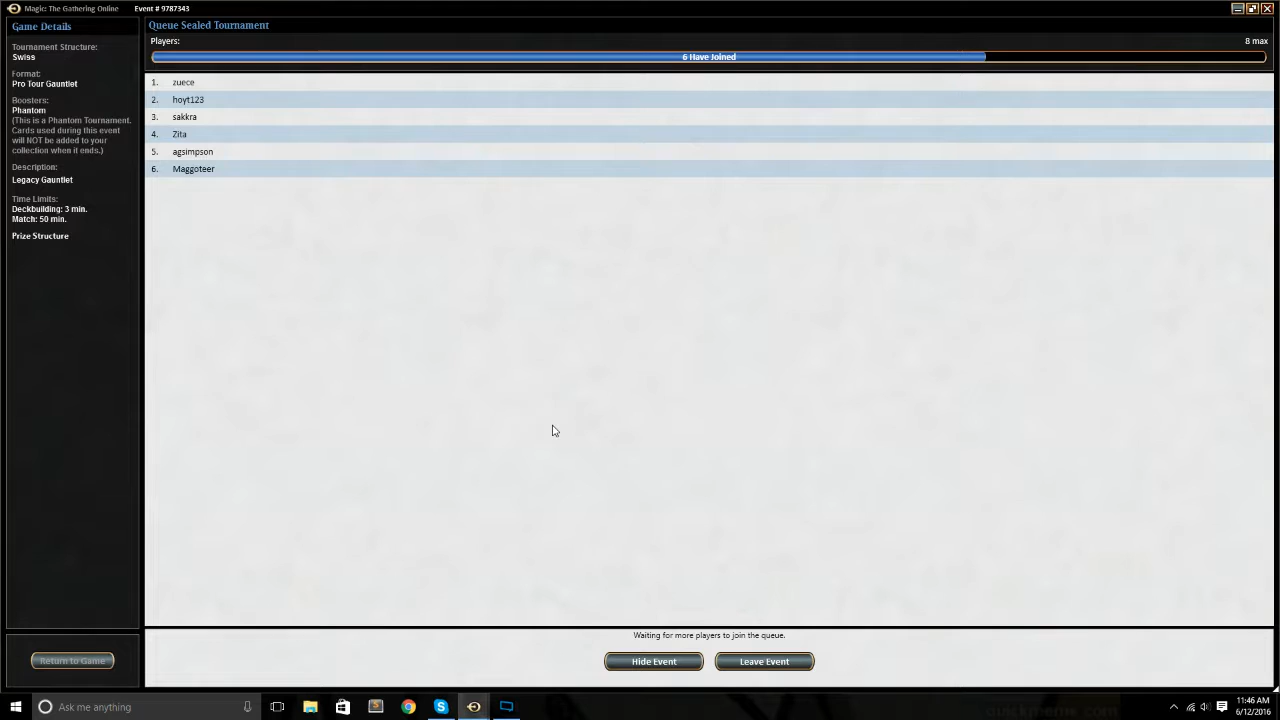 Magic: The Gathering Online Event # 9787343
Game Details
Tournament Structure:
Swiss
Format:
Pro Tour Gauntlet
Boosters:
Phantom
(This is a Phantom Tournament.
Cards used during this event
will NOT be added to your
collection when it ends.)
Description:
Legacy Gauntlet
Time Limits:
Deckbuilding: 3 min.
Match: 50 min.
Prize Structure
Return to Game
Queue Sealed Tournament
Players: 8 max
6 Have Joined
1. zuece
2. hoyt123
3. sakkra
4. Zita
5. agsimpson
6. Maggoteer
Waiting for more players to join the queue.
Hide Event Leave Event
Ask me anything
11:46 AM
6/12/2016